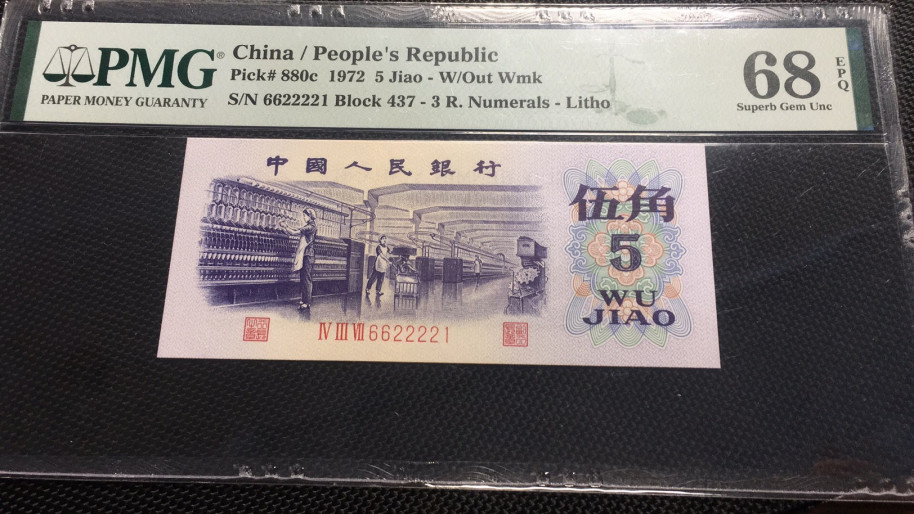 PMG®
PAPER MONEY GUARANTY
China / People's Republic
Pick# 880c 1972 5 Jiao - W/Out Wmk
S/N 6622221 Block 437 - 3 R. Numerals - Litho
68
EPQ
Superb Gem Unc
中國人民銀行
伍角
5
WU
JIAO
Ⅳ Ⅲ Ⅶ 6622221